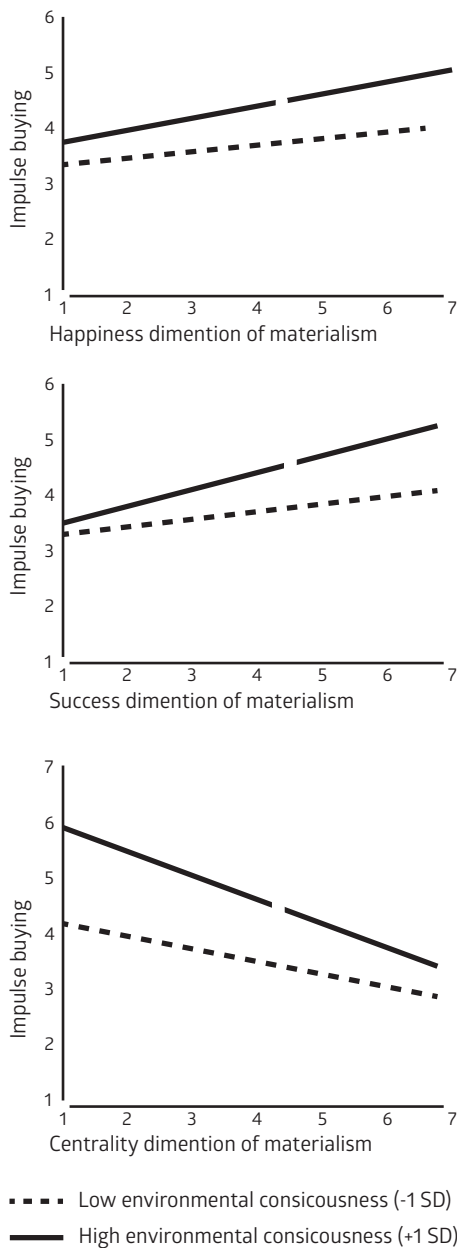 6
5
Impulse buying
4
3
2
1
1 2 3 4 5 6 7
Happiness dimention of materialism
6
5
Impulse buying
4
3
2
1
1 2 3 4 5 6 7
Success dimention of materialism
7
6
5
Impulse buying
4
3
2
1
1 2 3 4 5 6 7
Centrality dimention of materialism
Low environmental consicousness (-1 SD)
High environmental consicousness (+1 SD)